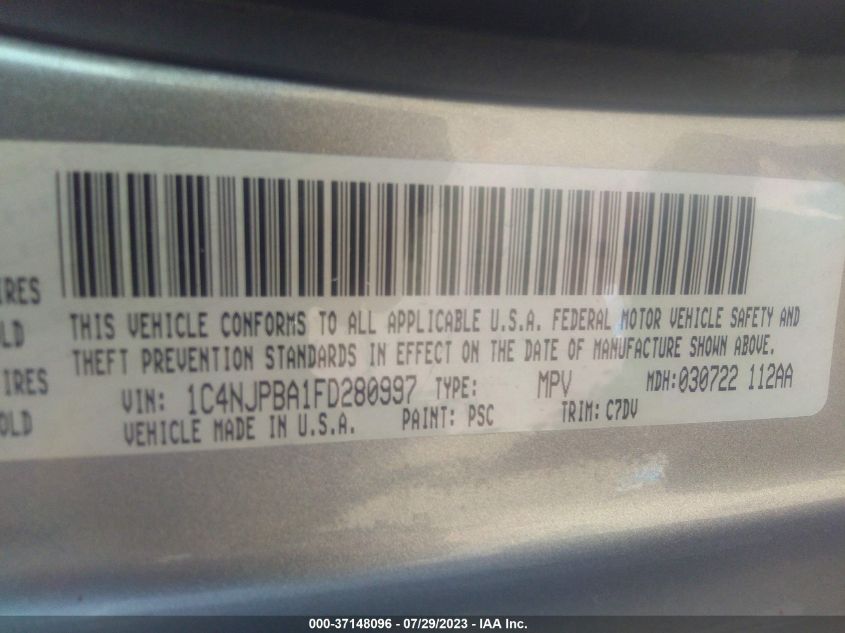 IRES
OLD
IRES
OLD
THIS VEHICLE CONFORMS TO ALL APPLICABLE U.S.A. FEDERAL MOTOR VEHICLE SAFETY AND
THEFT PREVENTION STANDARDS IN EFFECT ON THE DATE OF MANUFACTURE SHOWN ABOVE.
VIN: 1C4NJPBA1FD280997 TYPE: MPV MDH:030722 112AA
VEHICLE MADE IN U.S.A. PAINT: PSC TRIM: C7DV
000-37148096 - 07/29/2023 - IAA Inc.